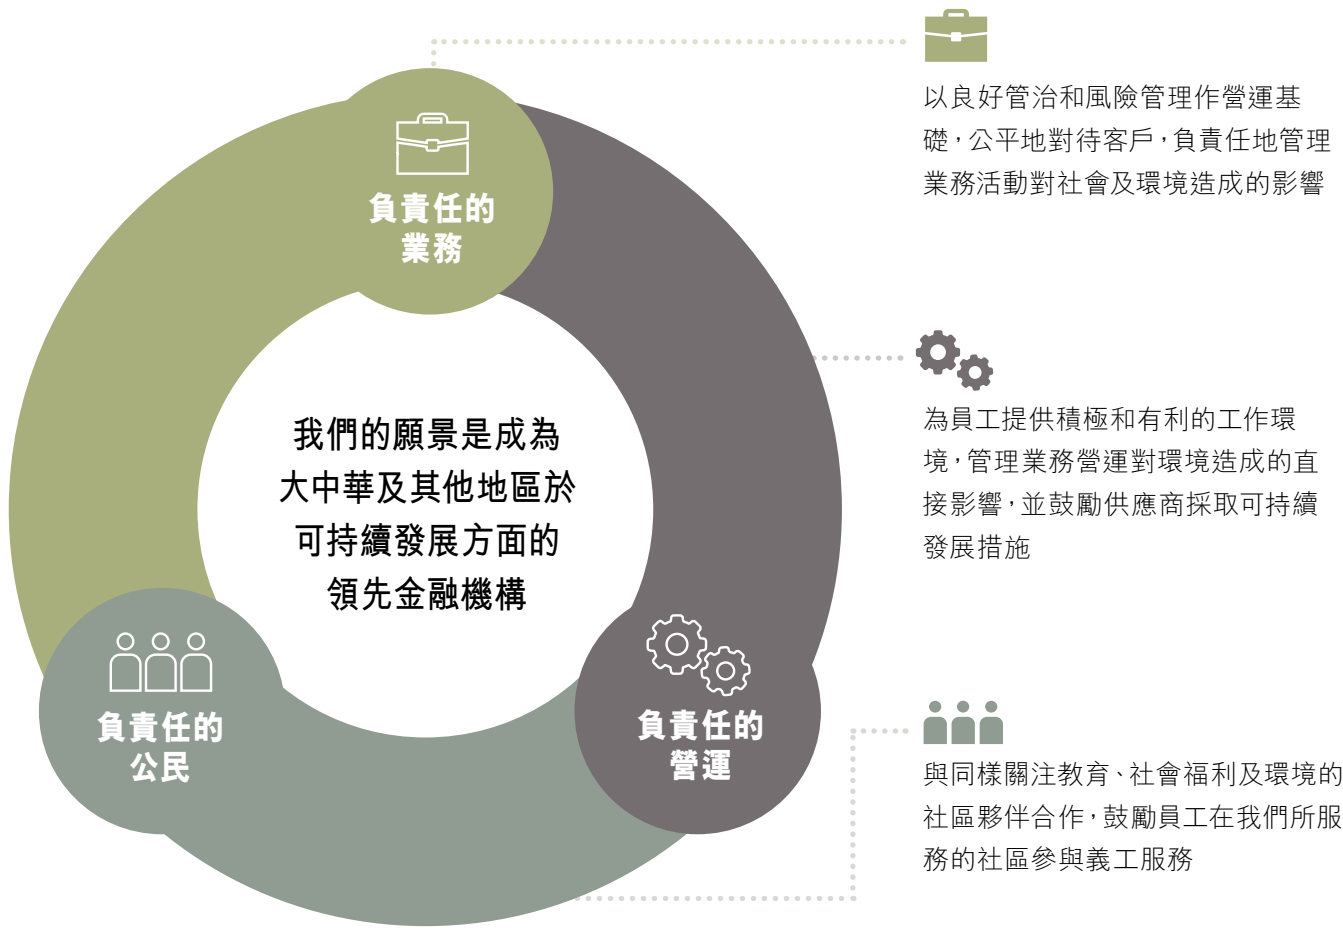 負責任的
業務
我們的願景是成為
大中華及其他地區於
可持續發展方面的
領先金融機構
負責任的
公民
負責任的
營運
以良好管治和風險管理作營運基
礎，公平地對待客戶，負責任地管理
業務活動對社會及環境造成的影響
為員工提供積極和有利的工作環
境，管理業務營運對環境造成的直
接影響，並鼓勵供應商採取可持續
發展措施
與同樣關注教育、社會福利及環境的
社區夥伴合作，鼓勵員工在我們所服
務的社區參與義工服務